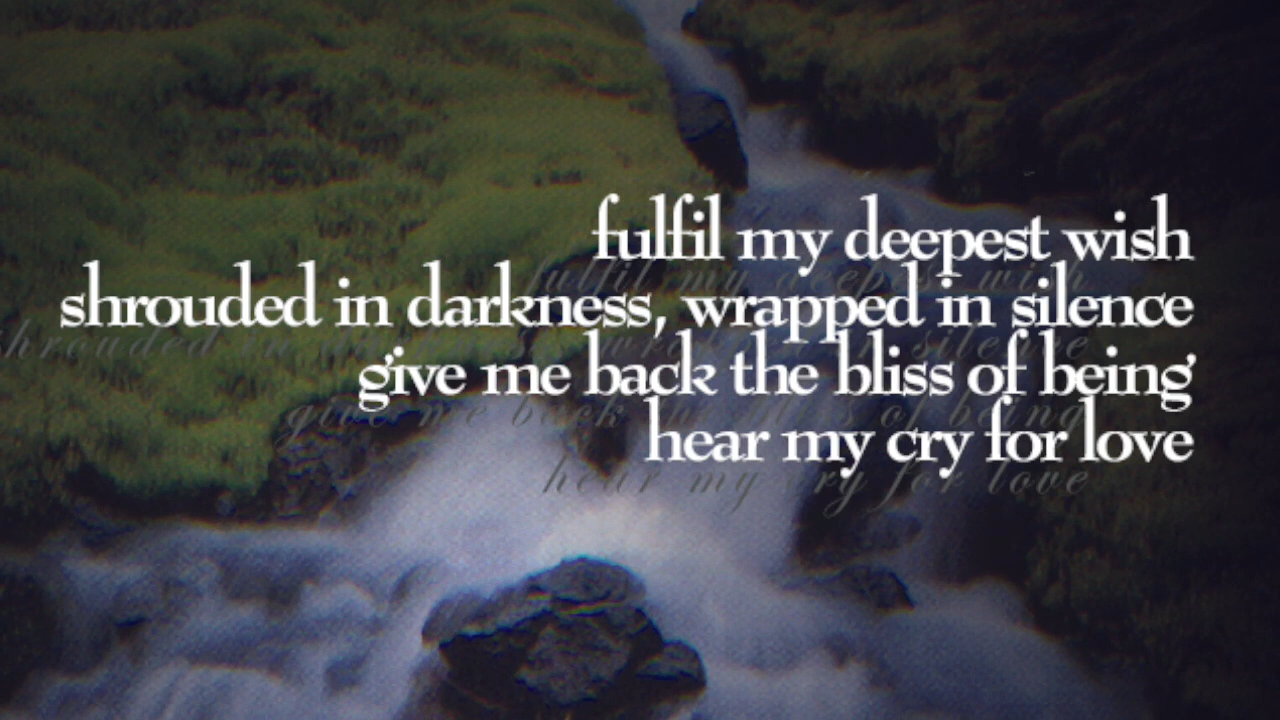 fulfil my deepest wish
shrouded in darkness, wrapped in silence
give me back the bliss of being
hear my cry for love